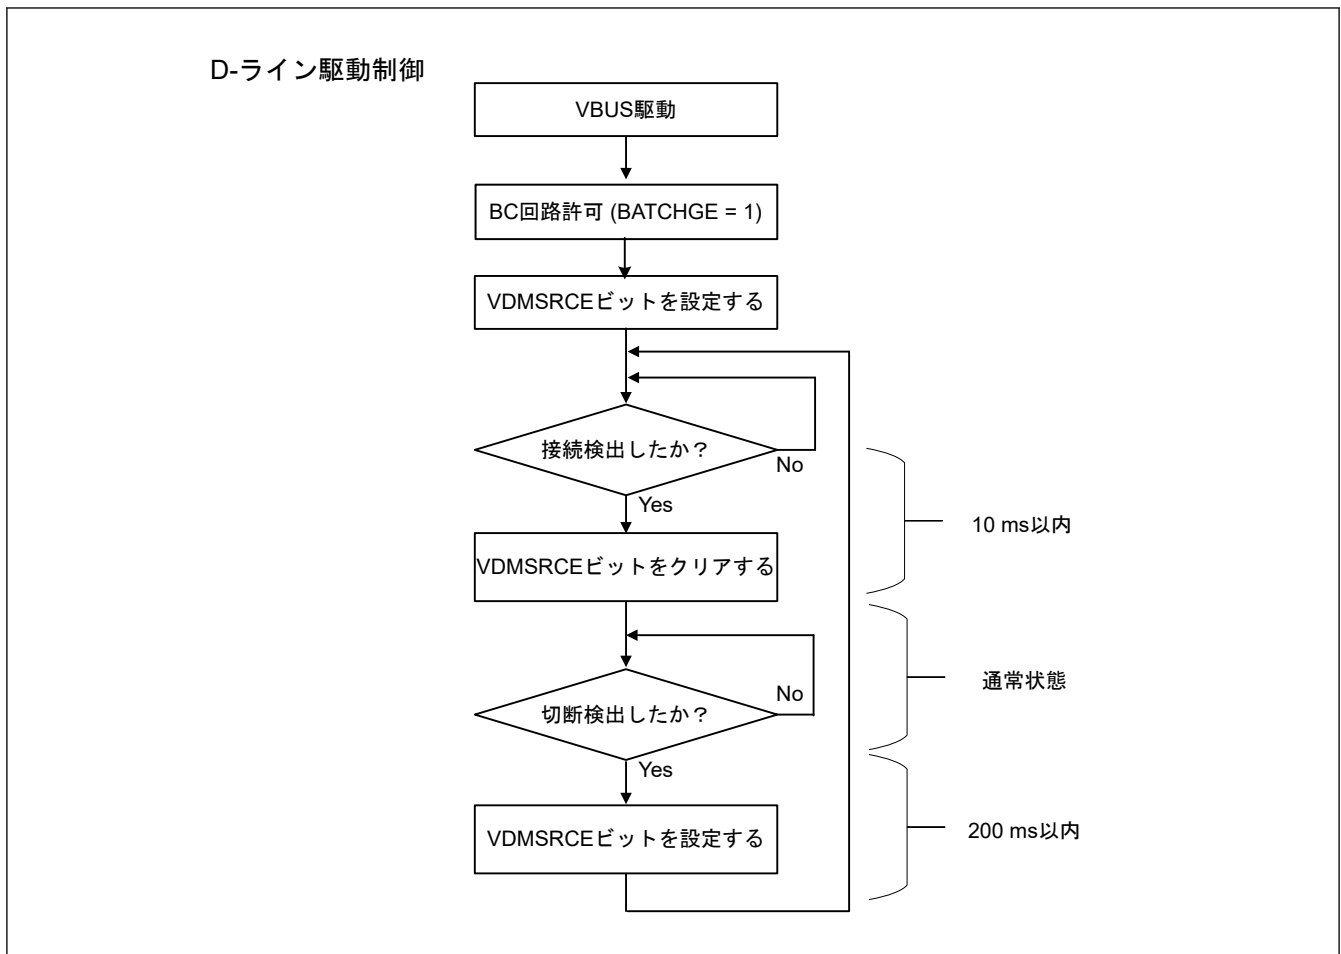 D-ライン駆動制御
VBUS駆動
BC回路許可 (BATCHGE = 1)
VDMSRCEビットを設定する
接続検出したか？
No
Yes
10 ms以内
VDMSRCEビットをクリアする
通常状態
切断検出したか？
No
Yes
VDMSRCEビットを設定する
200 ms以内